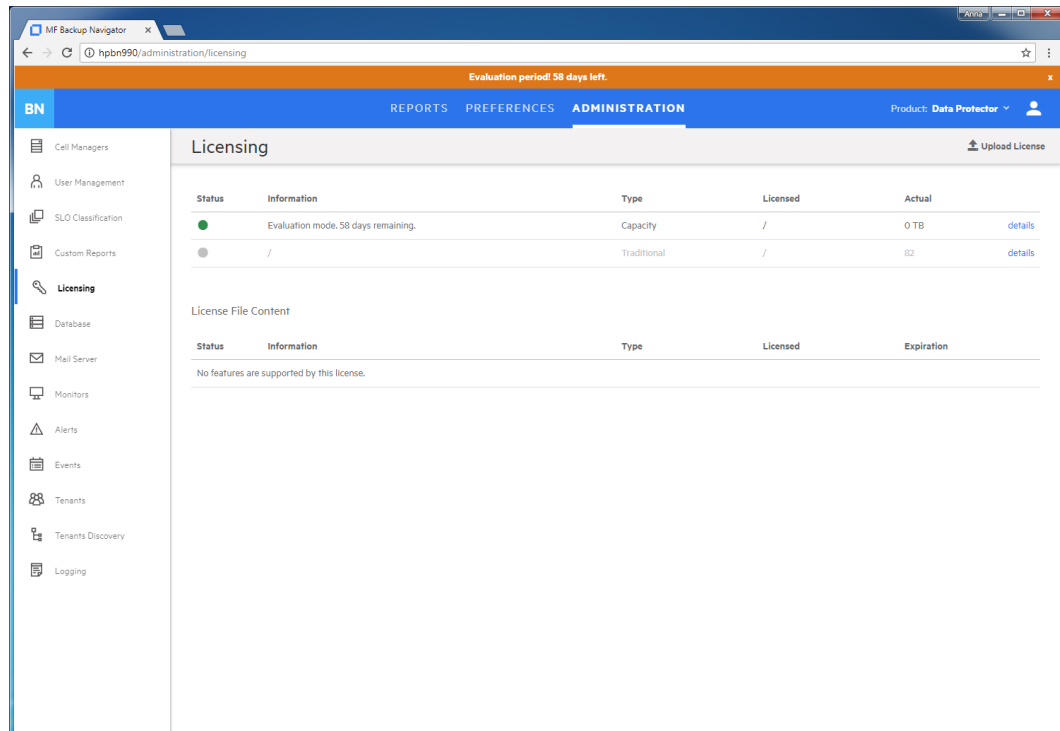 Anna
MF Backup Navigator
hpbn990/administration/licensing
Evaluation period! 58 days left. x
BN REPORTS PREFERENCES ADMINISTRATION Product: Data Protector
Cell Managers
User Management
SLO Classification
Custom Reports
Licensing
Database
Mail Server
Monitors
Alerts
Events
Tenants
Tenants Discovery
Logging
Licensing Upload License
Status Information Type Licensed Actual
Evaluation mode. 58 days remaining. Capacity / 0 TB details
/ Traditional / 82 details
License File Content
Status Information Type Licensed Expiration
No features are supported by this license.